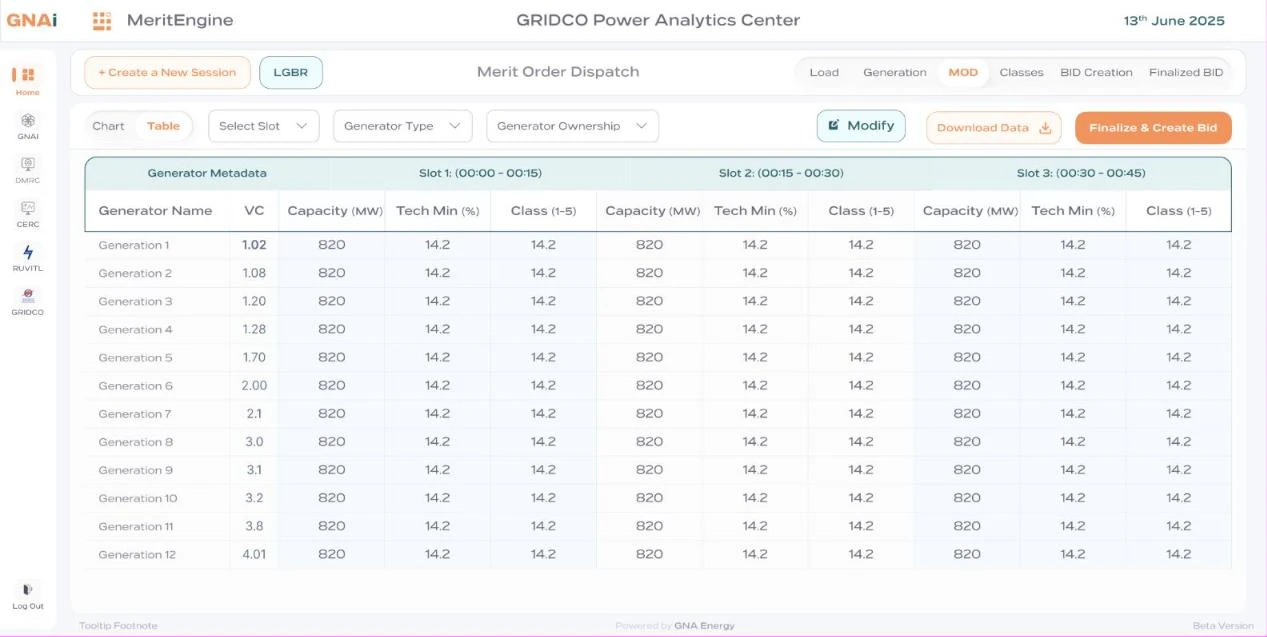 GNAi MeritEngine GRIDCO Power Analytics Center 13th June 2025
+ Create a New Session LGBR Merit Order Dispatch Load Generation MOD Classes BID Creation Finalized BID
Home
GNAI
DMRC
CERC
RUVITL
GRIDCO
Log Out
Chart Table Select Slot Generator Type Generator Ownership Modify Download Data Finalize & Create Bid
Generator Metadata Slot 1: (00:00 - 00:15) Slot 2: (00:15 - 00:30) Slot 3: (00:30 - 00:45)
Generator Name VC Capacity (MW) Tech Min (%) Class (1-5) Capacity (MW) Tech Min (%) Class (1-5) Capacity (MW) Tech Min (%) Class (1-5)
Generation 1 1.02 820 14.2 14.2 820 14.2 14.2 820 14.2 14.2
Generation 2 1.08 820 14.2 14.2 820 14.2 14.2 820 14.2 14.2
Generation 3 1.20 820 14.2 14.2 820 14.2 14.2 820 14.2 14.2
Generation 4 1.28 820 14.2 14.2 820 14.2 14.2 820 14.2 14.2
Generation 5 1.70 820 14.2 14.2 820 14.2 14.2 820 14.2 14.2
Generation 6 2.00 820 14.2 14.2 820 14.2 14.2 820 14.2 14.2
Generation 7 2.1 820 14.2 14.2 820 14.2 14.2 820 14.2 14.2
Generation 8 3.0 820 14.2 14.2 820 14.2 14.2 820 14.2 14.2
Generation 9 3.1 820 14.2 14.2 820 14.2 14.2 820 14.2 14.2
Generation 10 3.2 820 14.2 14.2 820 14.2 14.2 820 14.2 14.2
Generation 11 3.8 820 14.2 14.2 820 14.2 14.2 820 14.2 14.2
Generation 12 4.01 820 14.2 14.2 820 14.2 14.2 820 14.2 14.2
Tooltip Footnote Powered by GNA Energy Beta Version